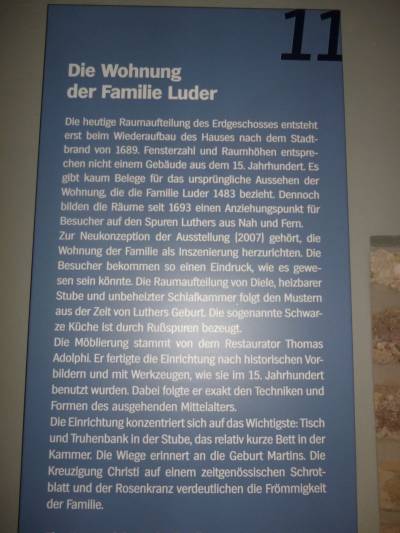 11
Die Wohnung
der Familie Luder
Die heutige Raumaufteilung des Erdgeschosses entsteht
erst beim Wiederaufbau des Hauses nach dem Stadt-
brand von 1689. Fensterzahl und Raumhöhen entspre-
chen nicht einem Gebäude aus dem 15. Jahrhundert. Es
gibt kaum Belege für das ursprüngliche Aussehen der
Wohnung, die die Familie Luder 1483 bezieht. Dennoch
bilden die Räume seit 1693 einen Anziehungspunkt für
Besucher auf den Spuren Luthers aus Nah und Fern.
Zur Neukonzeption der Ausstellung (2007) gehört, die
Wohnung der Familie als Inszenierung herzurichten. Die
Besucher bekommen so einen Eindruck, wie es gewe-
sen sein könnte. Die Raumaufteilung von Diele, heizbarer
Stube und unbeheizter Schlafkammer folgt den Mustern
aus der Zeit von Luthers Geburt. Die sogenannte Schwar-
ze Küche ist durch Rußspuren bezeugt.
Die Möblierung stammt von dem Restaurator Thomas
Adolphi. Er fertigte die Einrichtung nach historischen Vor-
bildern und mit Werkzeugen, wie sie im 15. Jahrhundert
benutzt wurden. Dabei folgte er exakt den Techniken und
Formen des ausgehenden Mittelalters.
Die Einrichtung konzentriert sich auf das Wichtigste: Tisch
und Truhenbank in der Stube, das relativ kurze Bett in der
Kammer. Die Wiege erinnert an die Geburt Martins. Die
Kreuzigung Christi auf einem zeitgenössischen Schrot-
blatt und der Rosenkranz verdeutlichen die Frömmigkeit
der Familie.